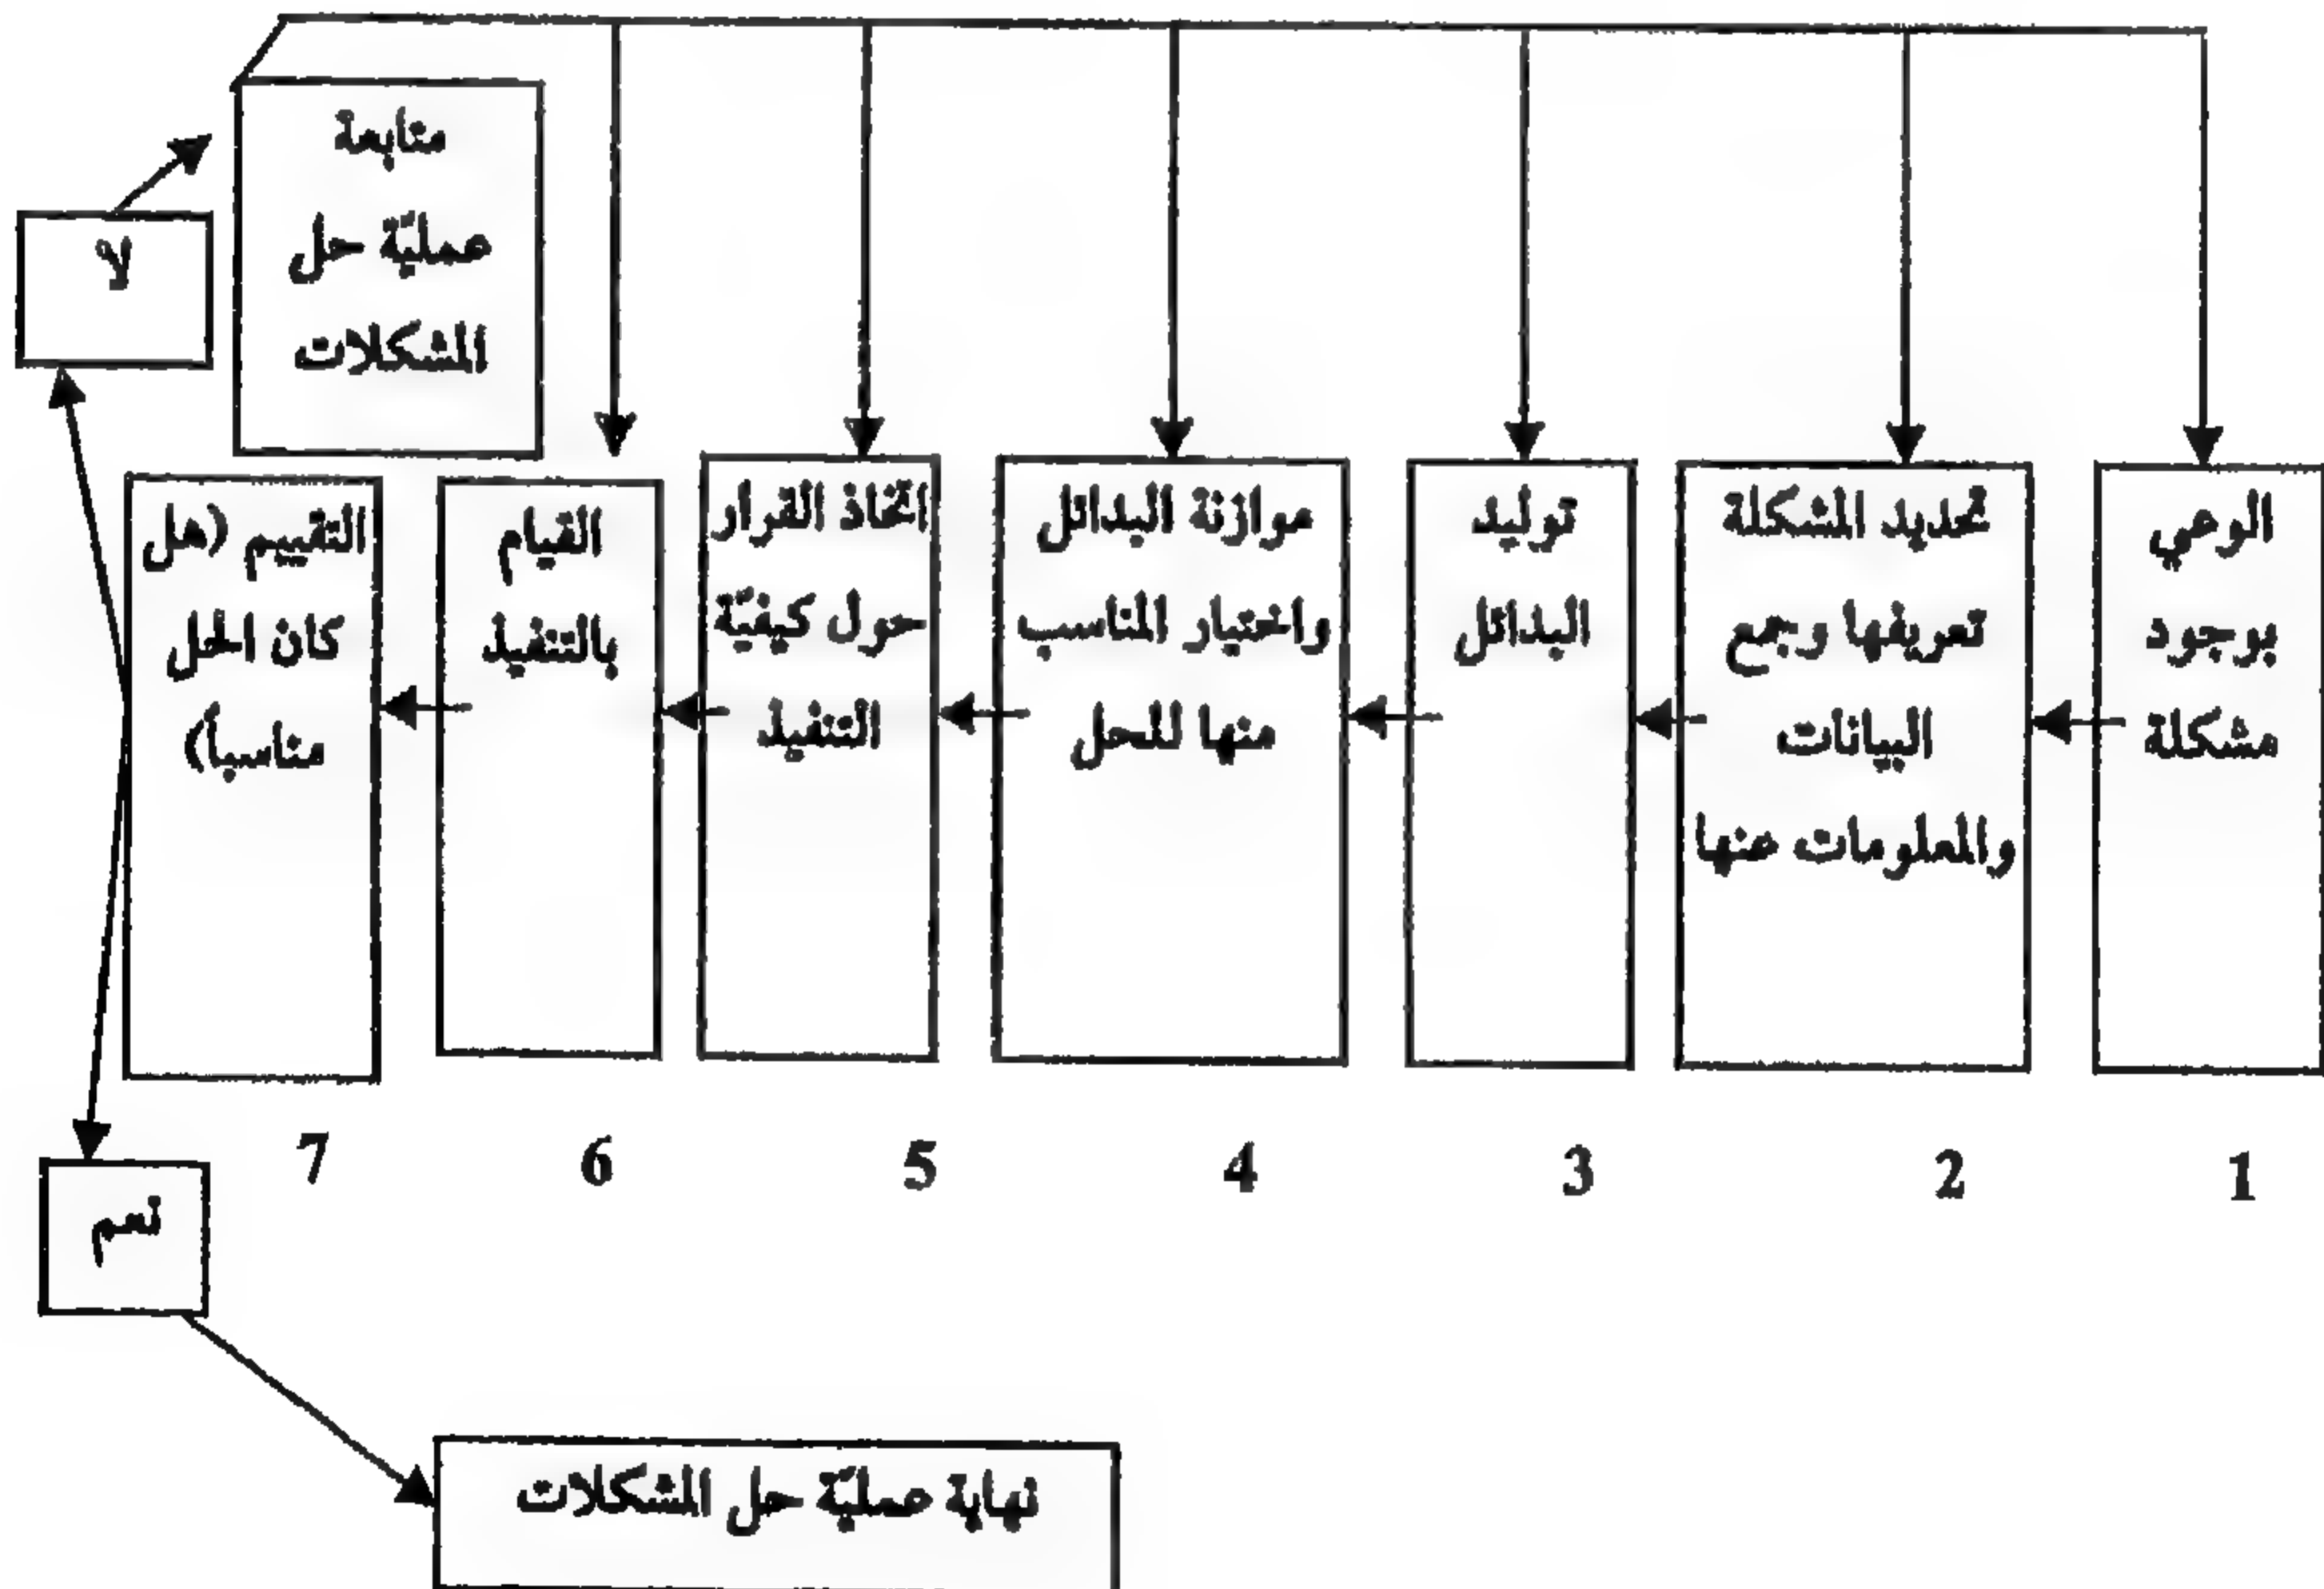 متابعة
عمليّة حل
المشكلات
لا
الوعي
بوجود
مشكلة
تحديد المشكلة
تعريفها وجمع
البيانات
والمعلومات عنها
توليد
البدائل
موازنة البدائل
واختيار المناسب
منها للحل
اتخاذ القرار
حول كيفيّة
التنفيذ
القيام
بالتنفيذ
التقييم (هل
كان الحل
مناسباً)
1
2
3
4
5
6
7
نعم
نهاية عمليّة حل المشكلات